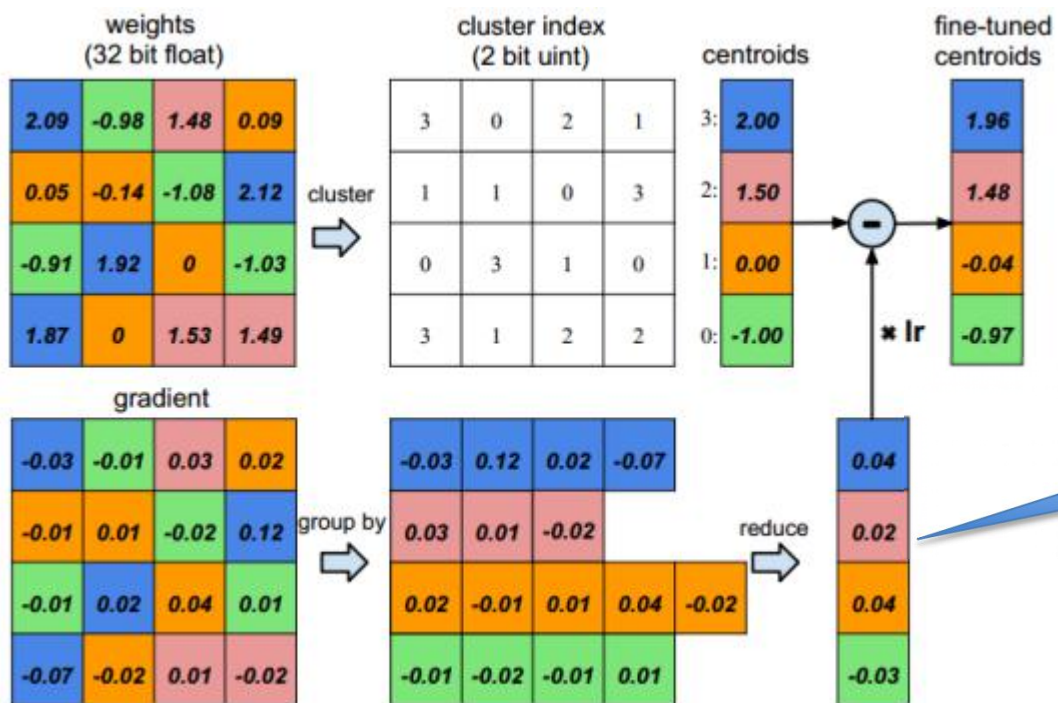 weights
(32 bit float)
cluster index
(2 bit uint)
centroids
fine-tuned
centroids
2.09 -0.98 1.48 0.09
3 0 2 1
3: 2.00
1.96
0.05 -0.14 -1.08 2.12
cluster
1 1 0 3
2: 1.50
1.48
-0.91 1.92 0 -1.03
0 3 1 0
1: 0.00
-0.04
1.87 0 1.53 1.49
3 1 2 2
0: -1.00
-0.97
× lr
gradient
-0.03 -0.01 0.03 0.02
-0.03 0.12 0.02 -0.07
0.04
-0.01 0.01 -0.02 0.12
group by
0.03 0.01 -0.02
reduce
0.02
-0.01 0.02 0.04 0.01
0.02 -0.01 0.01 0.04 -0.02
0.04
-0.07 -0.02 0.01 -0.02
-0.01 -0.02 -0.01 0.01
-0.03